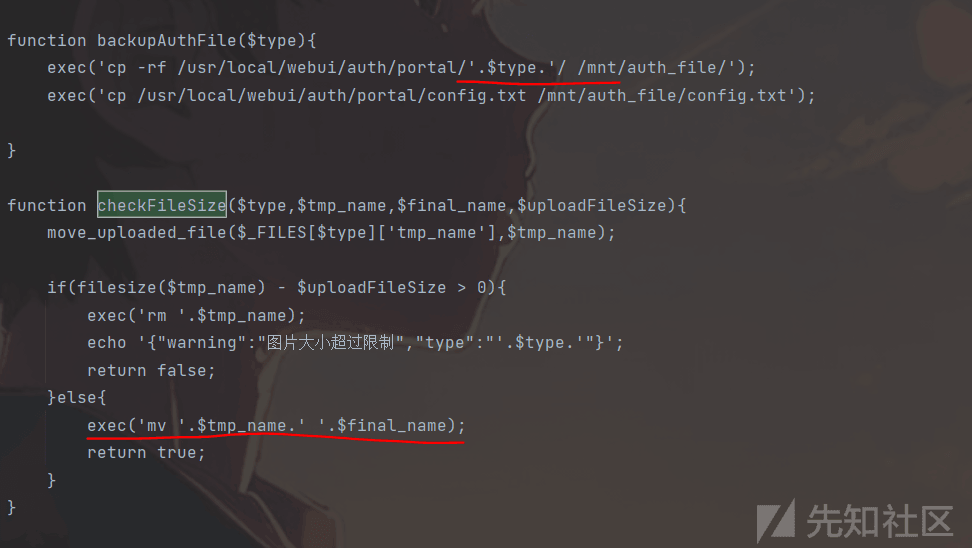 function backupAuthFile($type){
exec('cp -rf /usr/local/webui/auth/portal/'.$type.'/ /mnt/auth_file/');
exec('cp /usr/local/webui/auth/portal/config.txt /mnt/auth_file/config.txt');
}
function checkFileSize($type,$tmp_name,$final_name,$uploadFileSize){
move_uploaded_file($_FILES[$type]['tmp_name'],$tmp_name);
if(filesize($tmp_name) - $uploadFileSize > 0){
exec('rm '.$tmp_name);
echo '{"warning":"图片大小超过限制","type":"'.$type.'"}';
return false;
}else{
exec('mv '.$tmp_name.' '.$final_name);
return true;
}
}
先知社区